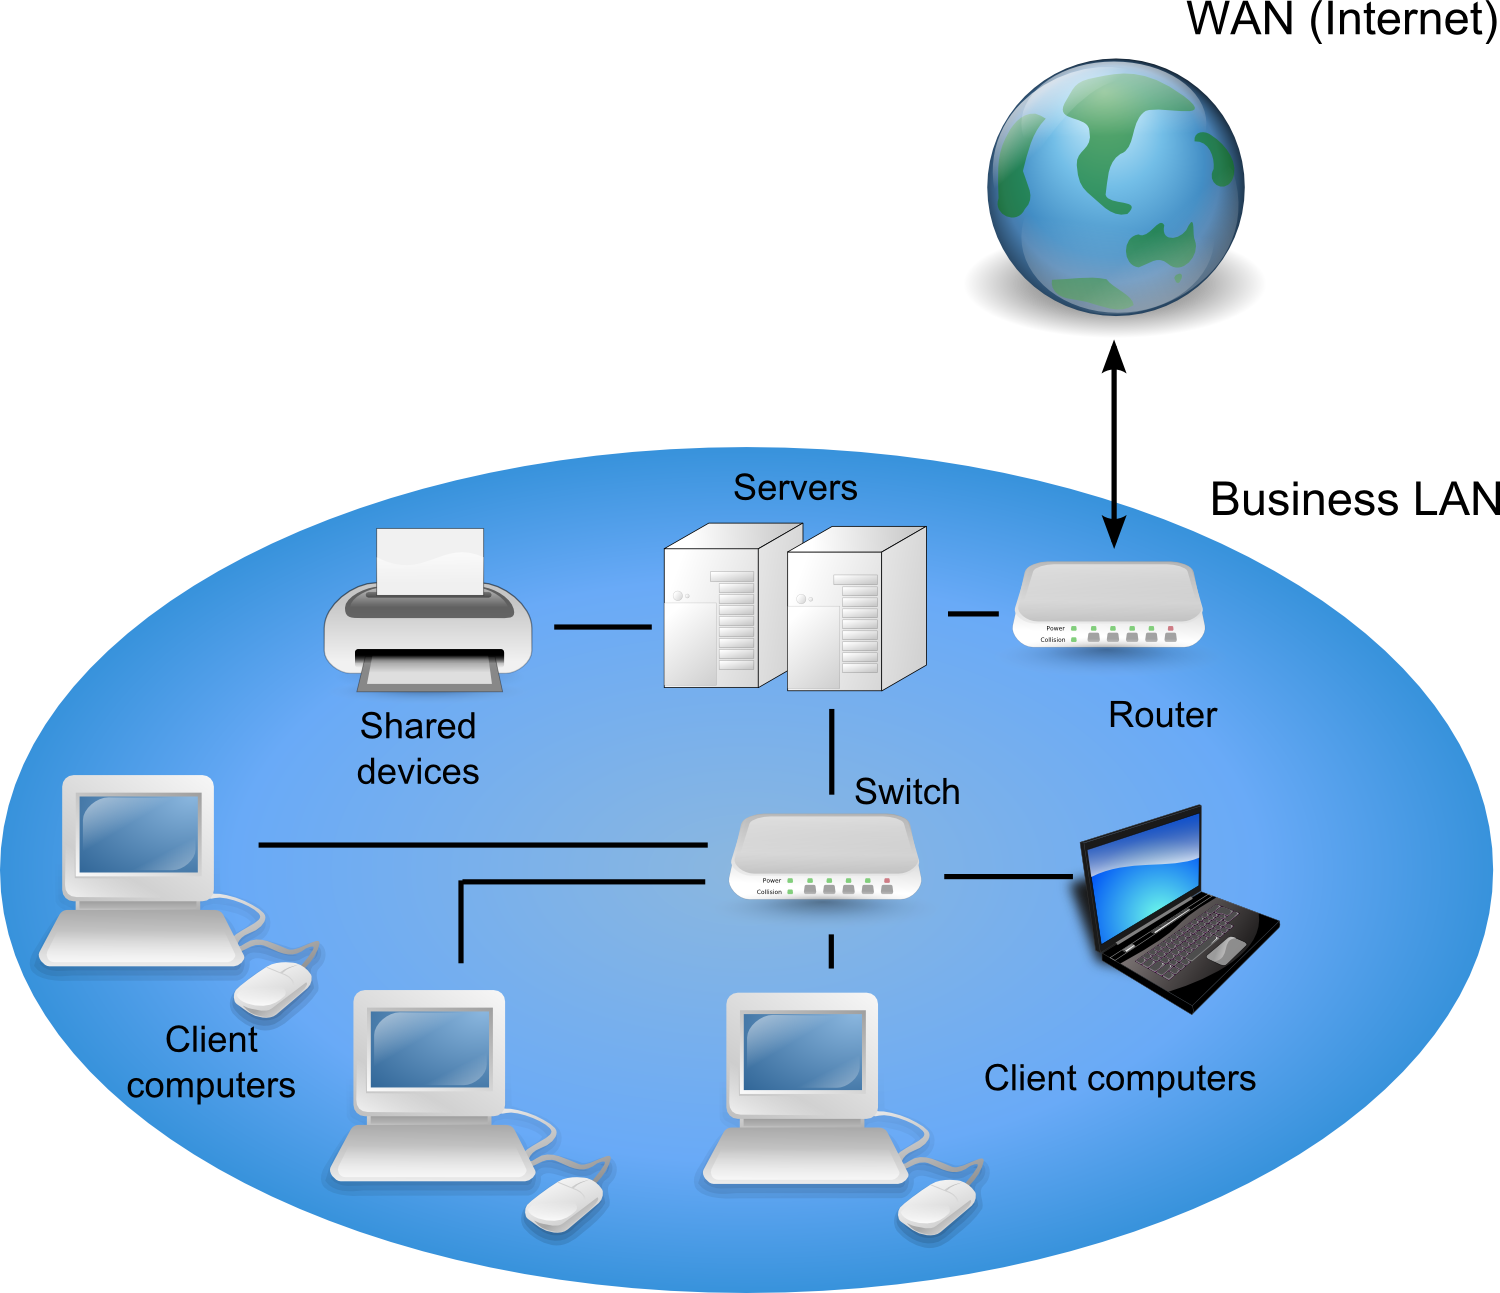 WAN (Internet)
Business LAN
Servers
Power
Collision
Router
Shared
devices
Switch
Power
Collision
Client
computers
Client computers